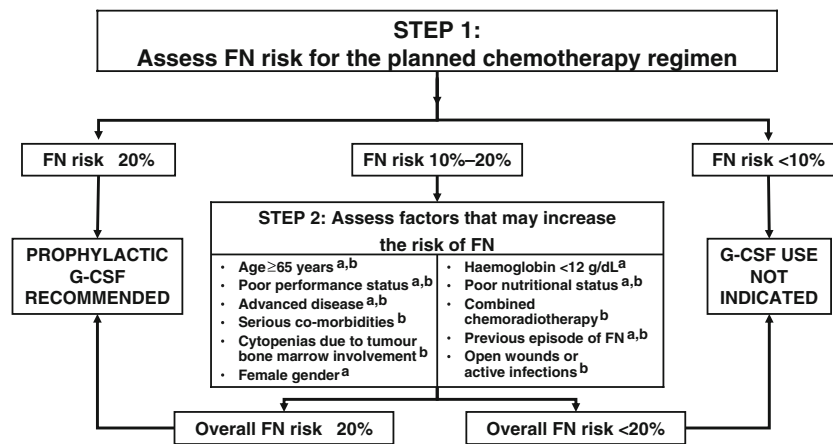 STEP 1:
Assess FN risk for the planned chemotherapy regimen
FN risk 20%
FN risk 10%–20%
FN risk <10%
STEP 2: Assess factors that may increase
the risk of FN
PROPHYLACTIC
G-CSF
RECOMMENDED
· Age≥65 years a,b
· Poor performance status a,b
· Advanced disease a,b
· Serious co-morbidities b
· Cytopenias due to tumour
bone marrow involvement b
· Female gender a
· Haemoglobin <12 g/dL a
· Poor nutritional status a,b
· Combined
chemoradiotherapy b
· Previous episode of FN a,b
· Open wounds or
active infections b
G-CSF USE
NOT
INDICATED
Overall FN risk 20%
Overall FN risk <20%